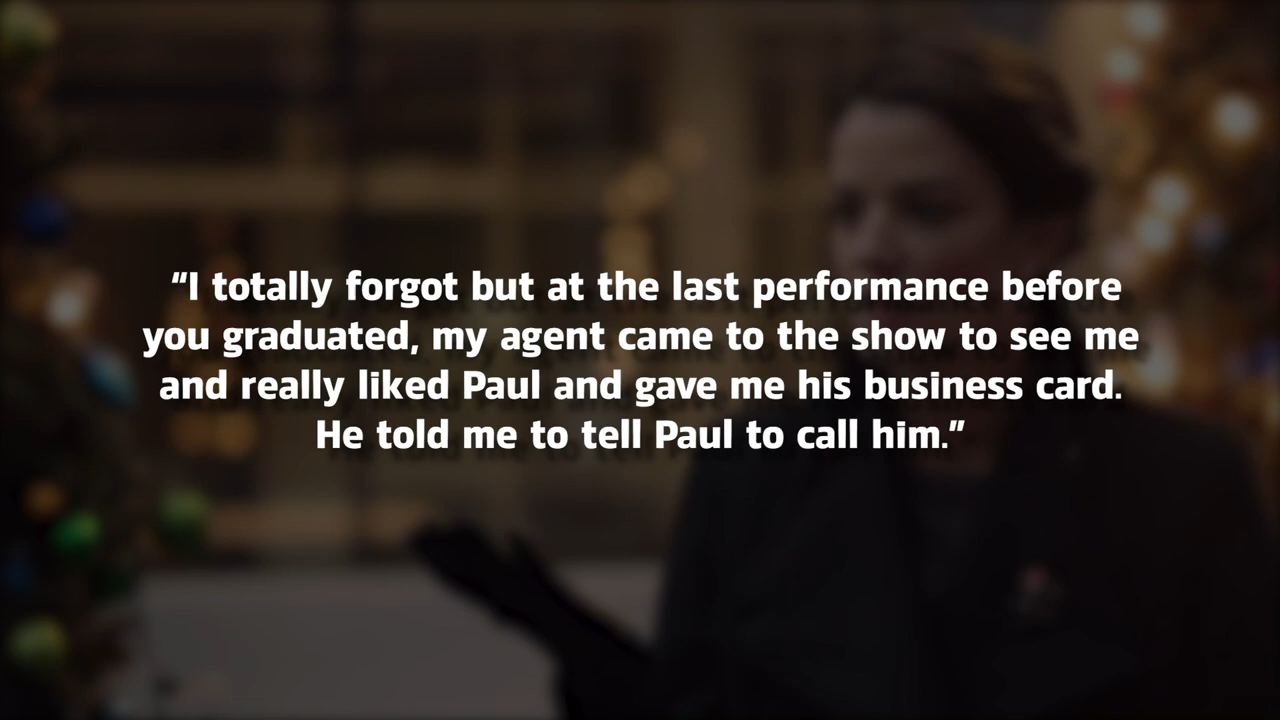 “I totally forgot but at the last performance before
you graduated, my agent came to the show to see me
and really liked Paul and gave me his business card.
He told me to tell Paul to call him.”